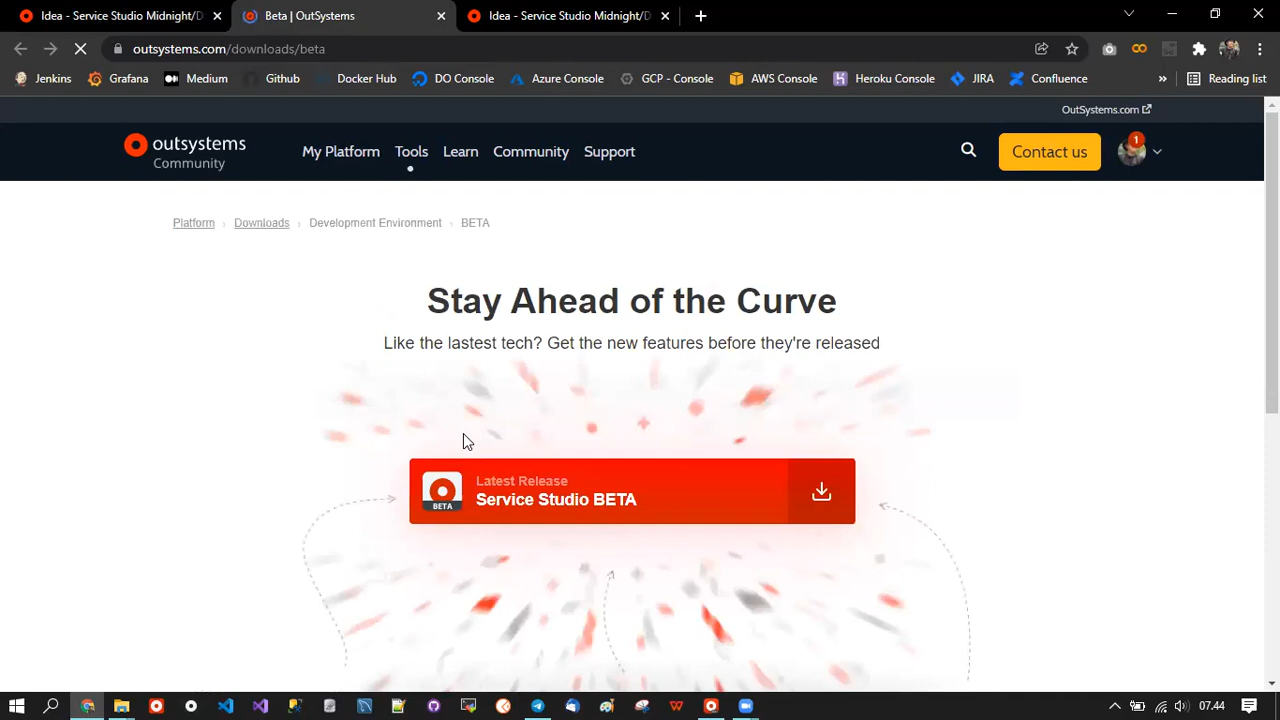 Idea - Service Studio Midnight/D
Beta | OutSystems
Idea - Service Studio Midnight/D
outsystems.com/downloads/beta
Jenkins
Grafana
Medium
Github
Docker Hub
DO Console
Azure Console
GCP - Console
AWS Console
Heroku Console
JIRA
Confluence
»
Reading list
OutSystems.com
outsystems
Community
My Platform
Tools
Learn
Community
Support
Contact us
1
Platform
Downloads
Development Environment
BETA
Stay Ahead of the Curve
Like the lastest tech? Get the new features before they're released
Latest Release
Service Studio BETA
BETA
07.44